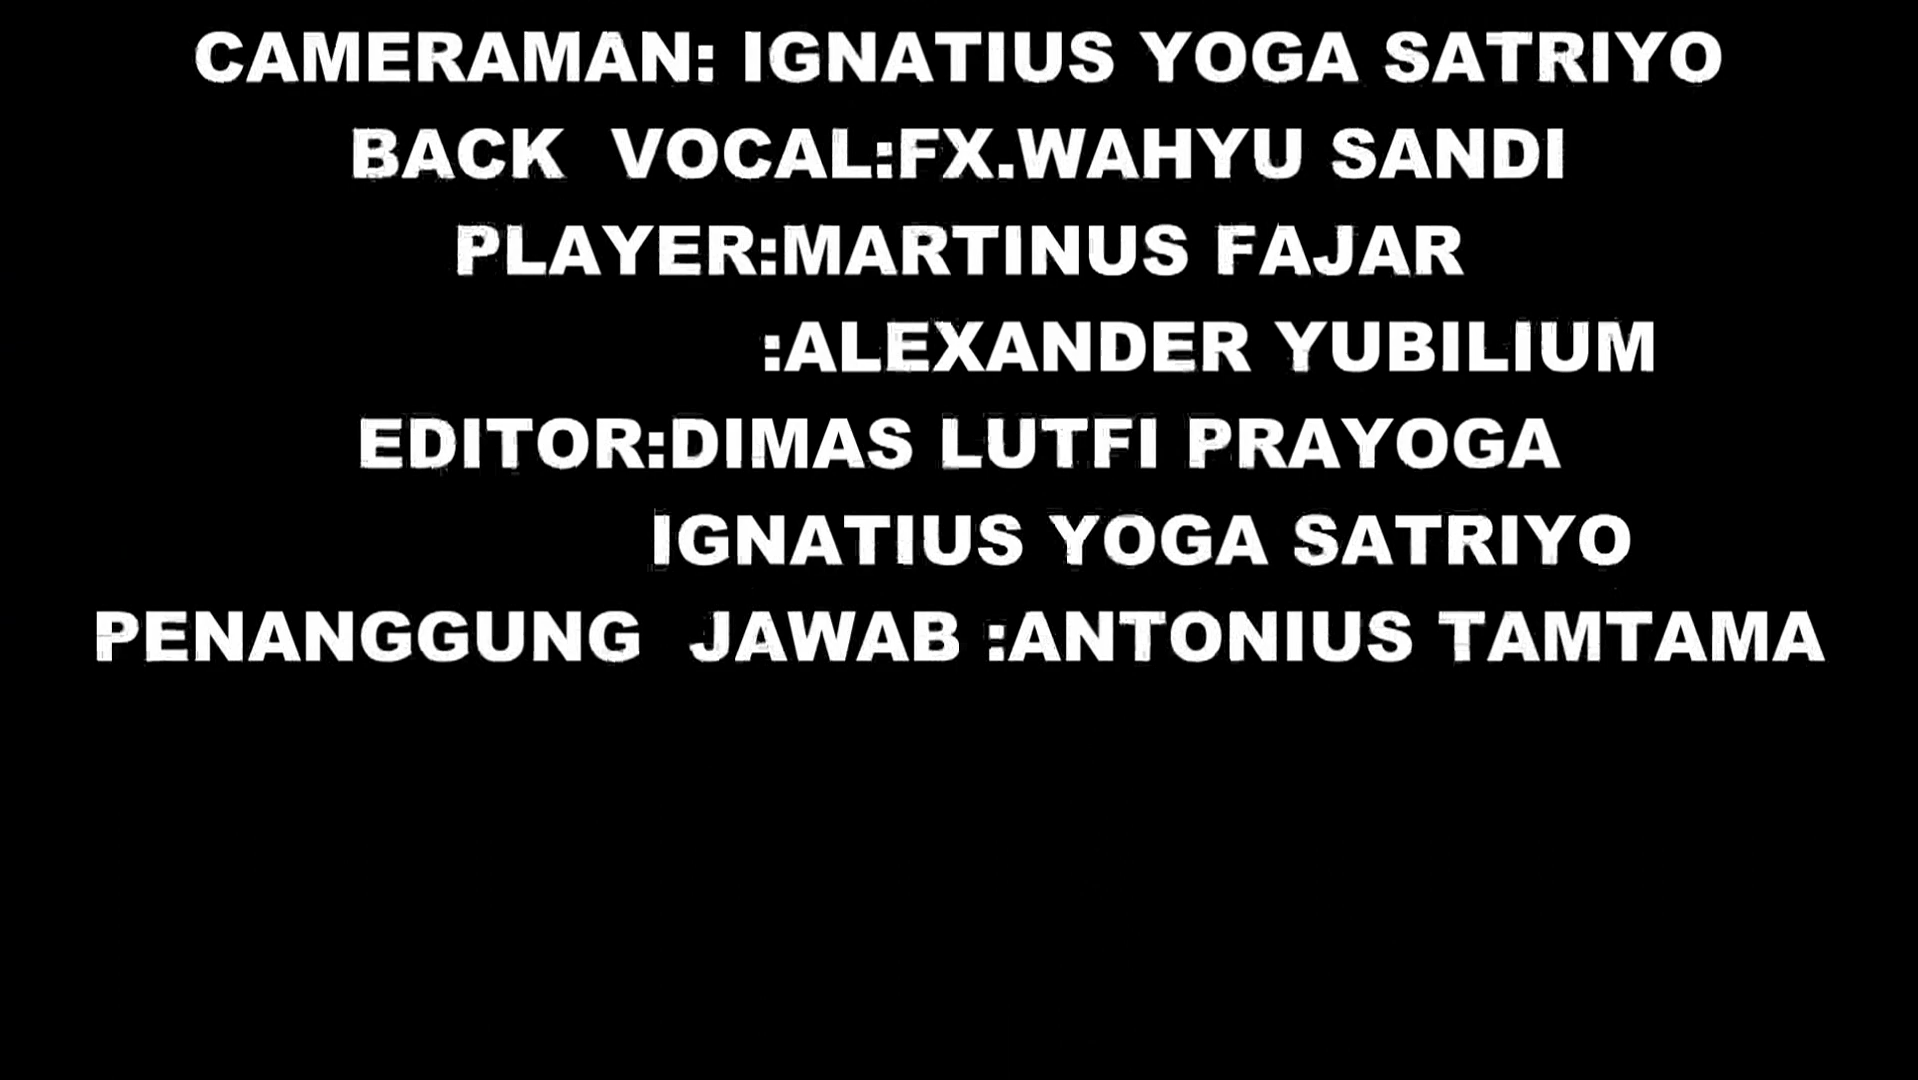 CAMERAMAN: IGNATIUS YOGA SATRIYO
BACK  VOCAL:FX.WAHYU SANDI
PLAYER:MARTINUS FAJAR
:ALEXANDER YUBILIUM
EDITOR:DIMAS LUTFI PRAYOGA
IGNATIUS YOGA SATRIYO
PENANGGUNG  JAWAB :ANTONIUS TAMTAMA